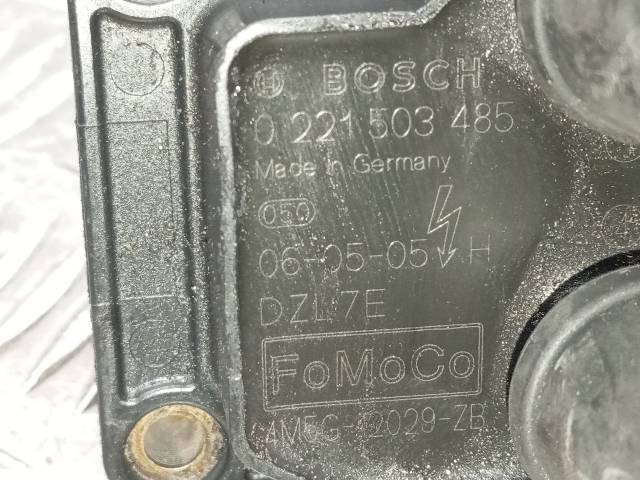 BOSCH
0 221 503 485
Made in Germany
050
06-05-05 H
DZL7E
FoMoCo
4M5G-12029-ZB